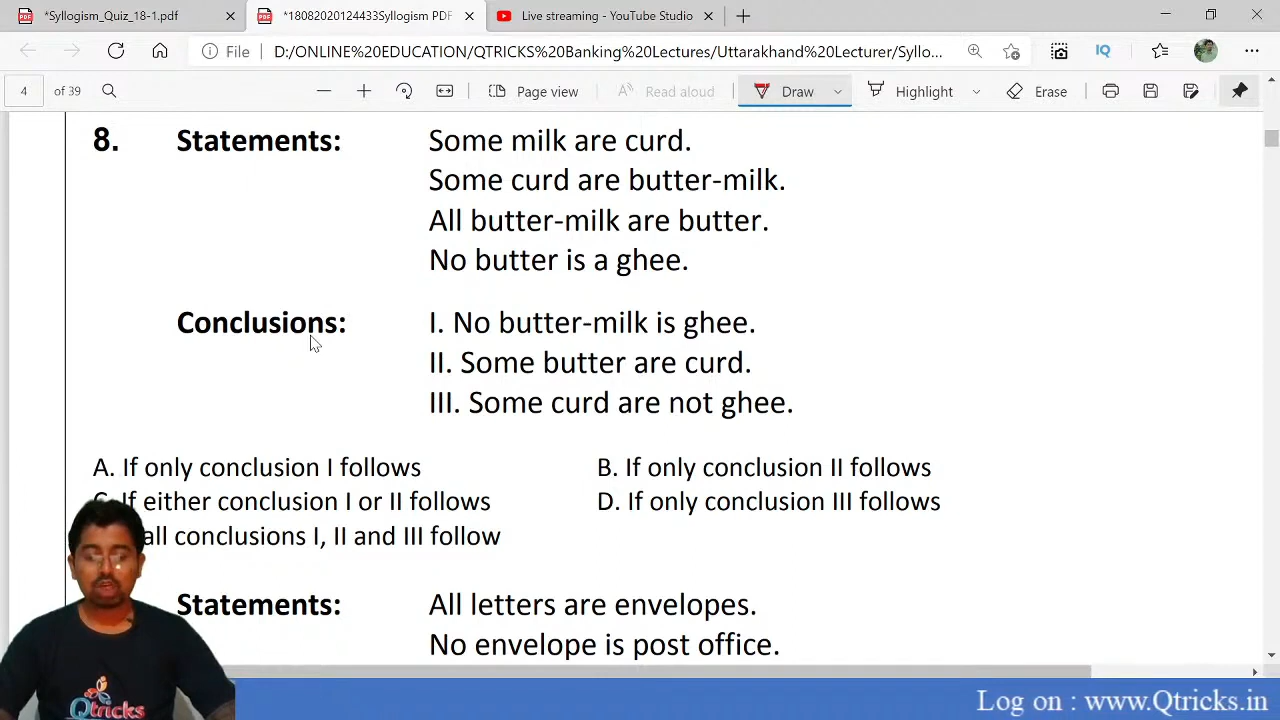 *Syllogism_Quiz_18-1.pdf
*18082020124433Syllogism PDF
Live streaming - YouTube Studio
File
D:/ONLINE%20EDUCATION/QTRICKS%20Banking%20Lectures/Uttarakhand%20Lecturer/Syllo...
IQ
4 of 39
Page view
Read aloud
Draw
Highlight
Erase
8. Statements: Some milk are curd.
Some curd are butter-milk.
All butter-milk are butter.
No butter is a ghee.
Conclusions: I. No butter-milk is ghee.
II. Some butter are curd.
III. Some curd are not ghee.
A. If only conclusion I follows B. If only conclusion II follows
C. If either conclusion I or II follows D. If only conclusion III follows
all conclusions I, II and III follow
Statements: All letters are envelopes.
No envelope is post office.
Qtricks
Log on : www.Qtricks.in